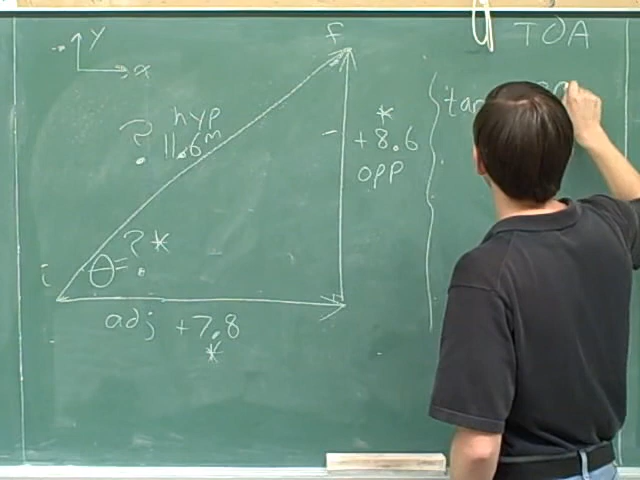 y
x
f
TOA
tan
hyp
? 11.6m
*
+8.6
opp
i
θ = ? *
adj +7.8
*